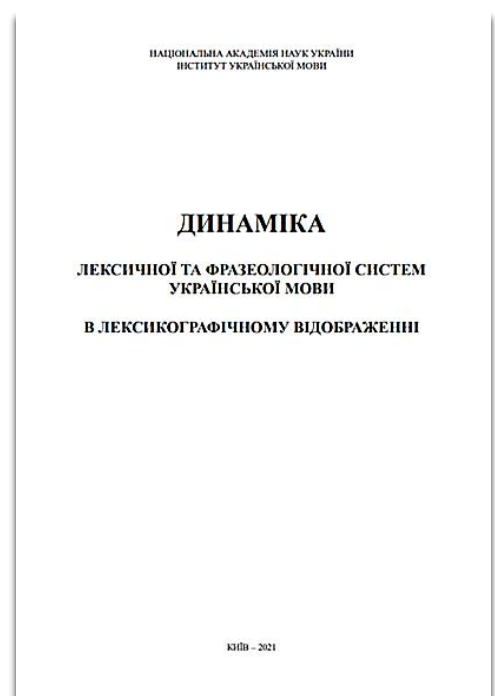 НАЦІОНАЛЬНА АКАДЕМІЯ НАУК УКРАЇНИ
ІНСТИТУТ УКРАЇНСЬКОЇ МОВИ
ДИНАМІКА
ЛЕКСИЧНОЇ ТА ФРАЗЕОЛОГІЧНОЇ СИСТЕМ
УКРАЇНСЬКОЇ МОВИ
В ЛЕКСИКОГРАФІЧНОМУ ВІДОБРАЖЕННІ
КИЇВ – 2021